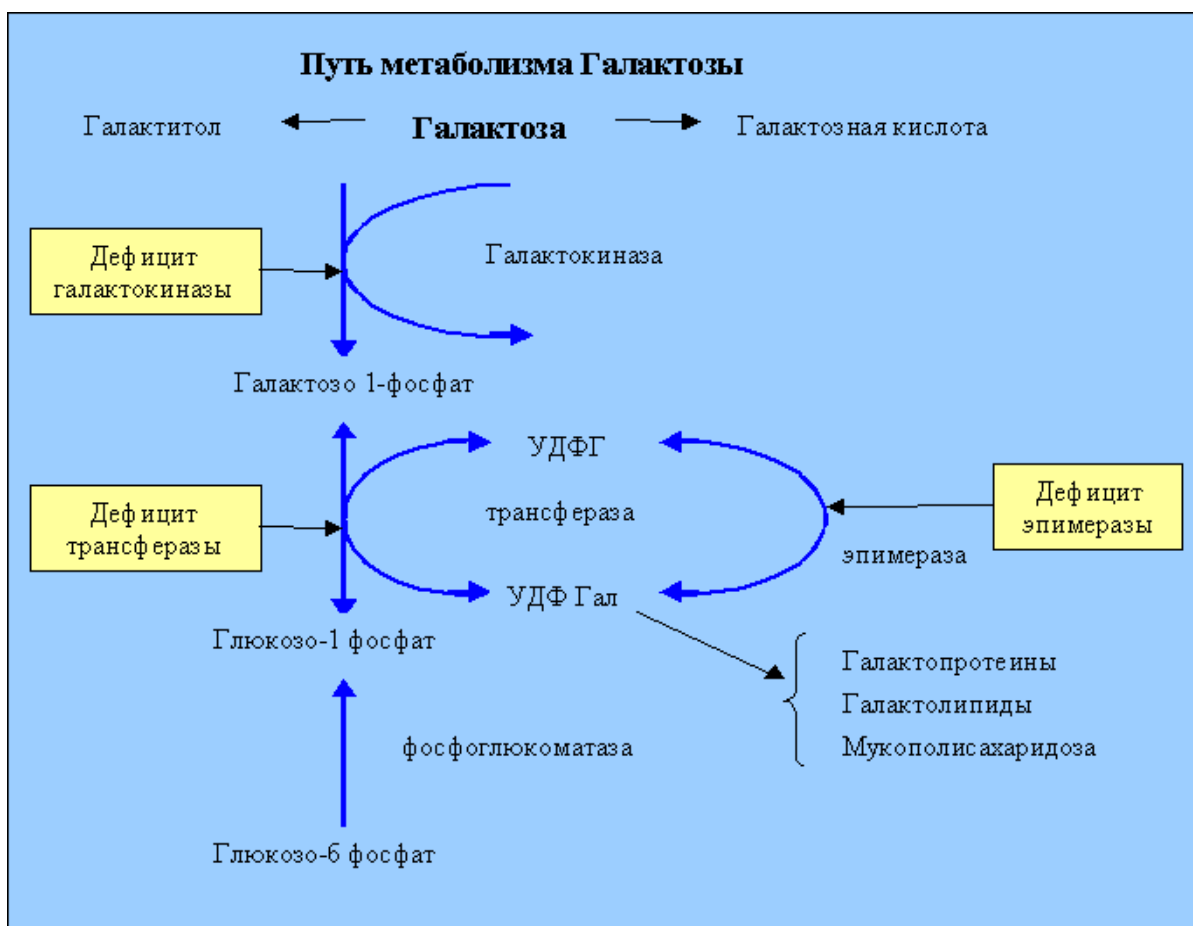 Путь метаболизма Галактозы
Галактитол
Галактоза
Галактозная кислота
Дефицит
галактокиназы
Галактокиназа
Галактозо 1-фосфат
УДФГ
Дефицит
трансферазы
трансфераза
Дефицит
эпимеразы
эпимераза
УДФ Гал
Глюкозо-1 фосфат
Галактопротеины
Галактолипиды
Мукополисахаридоза
фосфоглюкоматаза
Глюкозо-6 фосфат